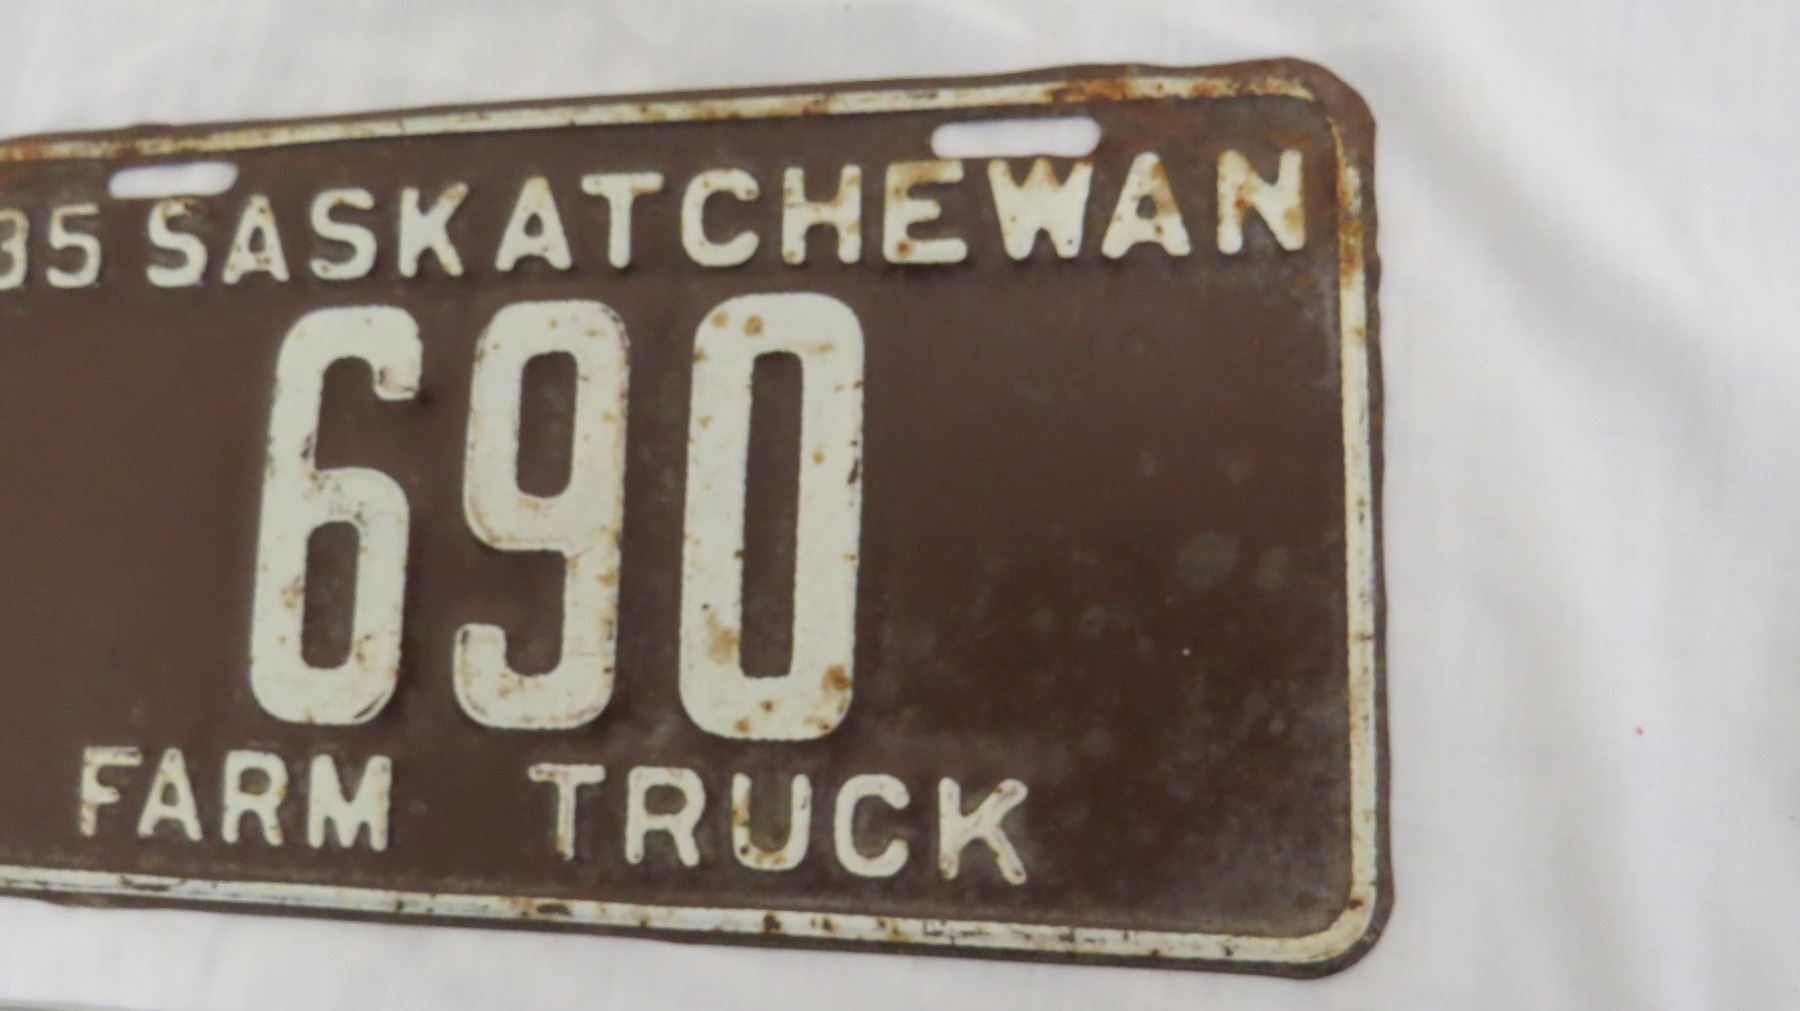 35 SASKATCHEWAN
690
FARM TRUCK